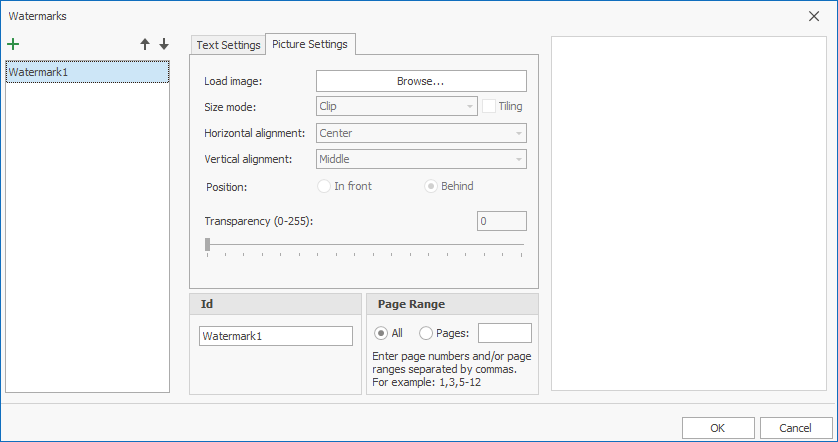 Watermarks
Watermark1
Text Settings
Picture Settings
Load image:
Browse...
Size mode:
Clip
Tiling
Horizontal alignment:
Center
Vertical alignment:
Middle
Position:
In front
Behind
Transparency (0-255):
0
Id
Watermark1
Page Range
All
Pages:
Enter page numbers and/or page
ranges separated by commas.
For example: 1,3,5-12
OK
Cancel